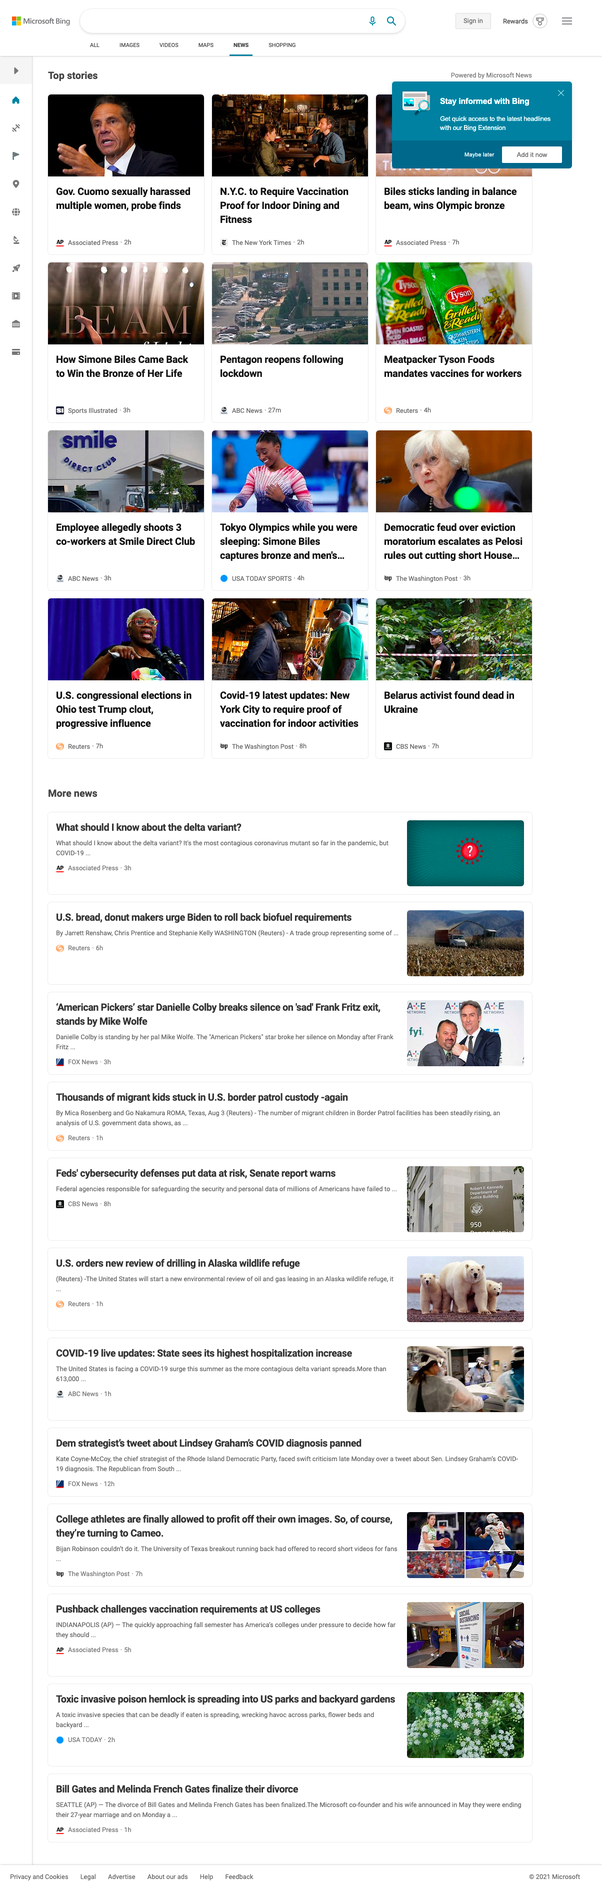 Microsoft Bing
Sign in
Rewards
ALL IMAGES VIDEOS MAPS NEWS SHOPPING
Top stories
Powered by Microsoft News
Stay informed with Bing
Get quick access to the latest headlines
with our Bing Extension
Maybe later
Add it now
Gov. Cuomo sexually harassed
multiple women, probe finds
AP Associated Press · 2h
N.Y.C. to Require Vaccination
Proof for Indoor Dining and
Fitness
The New York Times · 2h
Biles sticks landing in balance
beam, wins Olympic bronze
AP Associated Press · 7h
BEAM
How Simone Biles Came Back
to Win the Bronze of Her Life
Sports Illustrated · 3h
Pentagon reopens following
lockdown
ABC News · 27m
Tyson
Grilled
& Ready
Tyson
Grilled
& Ready
Meatpacker Tyson Foods
mandates vaccines for workers
Reuters · 4h
smile
DIRECT CLUB
Employee allegedly shoots 3
co-workers at Smile Direct Club
ABC News · 3h
Tokyo Olympics while you were
sleeping: Simone Biles
captures bronze and men's...
USA TODAY SPORTS · 4h
Democratic feud over eviction
moratorium escalates as Pelosi
rules out cutting short House...
wp The Washington Post · 3h
U.S. congressional elections in
Ohio test Trump clout,
progressive influence
Reuters · 7h
Covid-19 latest updates: New
York City to require proof of
vaccination for indoor activities
wp The Washington Post · 8h
Belarus activist found dead in
Ukraine
CBS News · 7h
More news
What should I know about the delta variant?
What should I know about the delta variant? It's the most contagious coronavirus mutant so far in the pandemic, but
COVID-19 ...
AP Associated Press · 3h
?
U.S. bread, donut makers urge Biden to roll back biofuel requirements
By Jarrett Renshaw, Chris Prentice and Stephanie Kelly WASHINGTON (Reuters) - A trade group representing some of ...
Reuters · 6h
'American Pickers' star Danielle Colby breaks silence on 'sad' Frank Fritz exit,
stands by Mike Wolfe
Danielle Colby is standing by her pal Mike Wolfe. The "American Pickers" star broke her silence on Monday after Frank
Fritz ...
FOX News · 3h
A+E
NETWORKS
fyi.
Thousands of migrant kids stuck in U.S. border patrol custody -again
By Mica Rosenberg and Go Nakamura ROMA, Texas, Aug 3 (Reuters) - The number of migrant children in Border Patrol facilities has been steadily rising, an
analysis of U.S. government data shows, as ...
Reuters · 1h
Feds' cybersecurity defenses put data at risk, Senate report warns
Federal agencies responsible for safeguarding the security and personal data of millions of Americans have failed to ...
CBS News · 8h
Robert F. Kennedy
Department of
Justice Building
950
Pennsylvania
U.S. orders new review of drilling in Alaska wildlife refuge
(Reuters) -The United States will start a new environmental review of oil and gas leasing in an Alaska wildlife refuge, it
...
Reuters · 1h
COVID-19 live updates: State sees its highest hospitalization increase
The United States is facing a COVID-19 surge this summer as the more contagious delta variant spreads.More than
613,000 ...
ABC News · 1h
Dem strategist's tweet about Lindsey Graham's COVID diagnosis panned
Kate Coyne-McCoy, the chief strategist of the Rhode Island Democratic Party, faced swift criticism late Monday over a tweet about Sen. Lindsey Graham's COVID-
19 diagnosis. The Republican from South ...
FOX News · 12h
College athletes are finally allowed to profit off their own images. So, of course,
they're turning to Cameo.
Bijan Robinson couldn't do it. The University of Texas breakout running back had offered to record short videos for fans
...
wp The Washington Post · 7h
Pushback challenges vaccination requirements at US colleges
INDIANAPOLIS (AP) — The quickly approaching fall semester has America's colleges under pressure to decide how far
they should ...
AP Associated Press · 5h
SOCIAL
DISTANCING
Toxic invasive poison hemlock is spreading into US parks and backyard gardens
A toxic invasive species that can be deadly if eaten is spreading, wrecking havoc across parks, flower beds and
backyard ...
USA TODAY · 2h
Bill Gates and Melinda French Gates finalize their divorce
SEATTLE (AP) — The divorce of Bill Gates and Melinda French Gates has been finalized.The Microsoft co-founder and his wife announced in May they were ending
their 27-year marriage and on Monday a ...
AP Associated Press · 1h
Privacy and Cookies Legal Advertise About our ads Help Feedback
© 2021 Microsoft